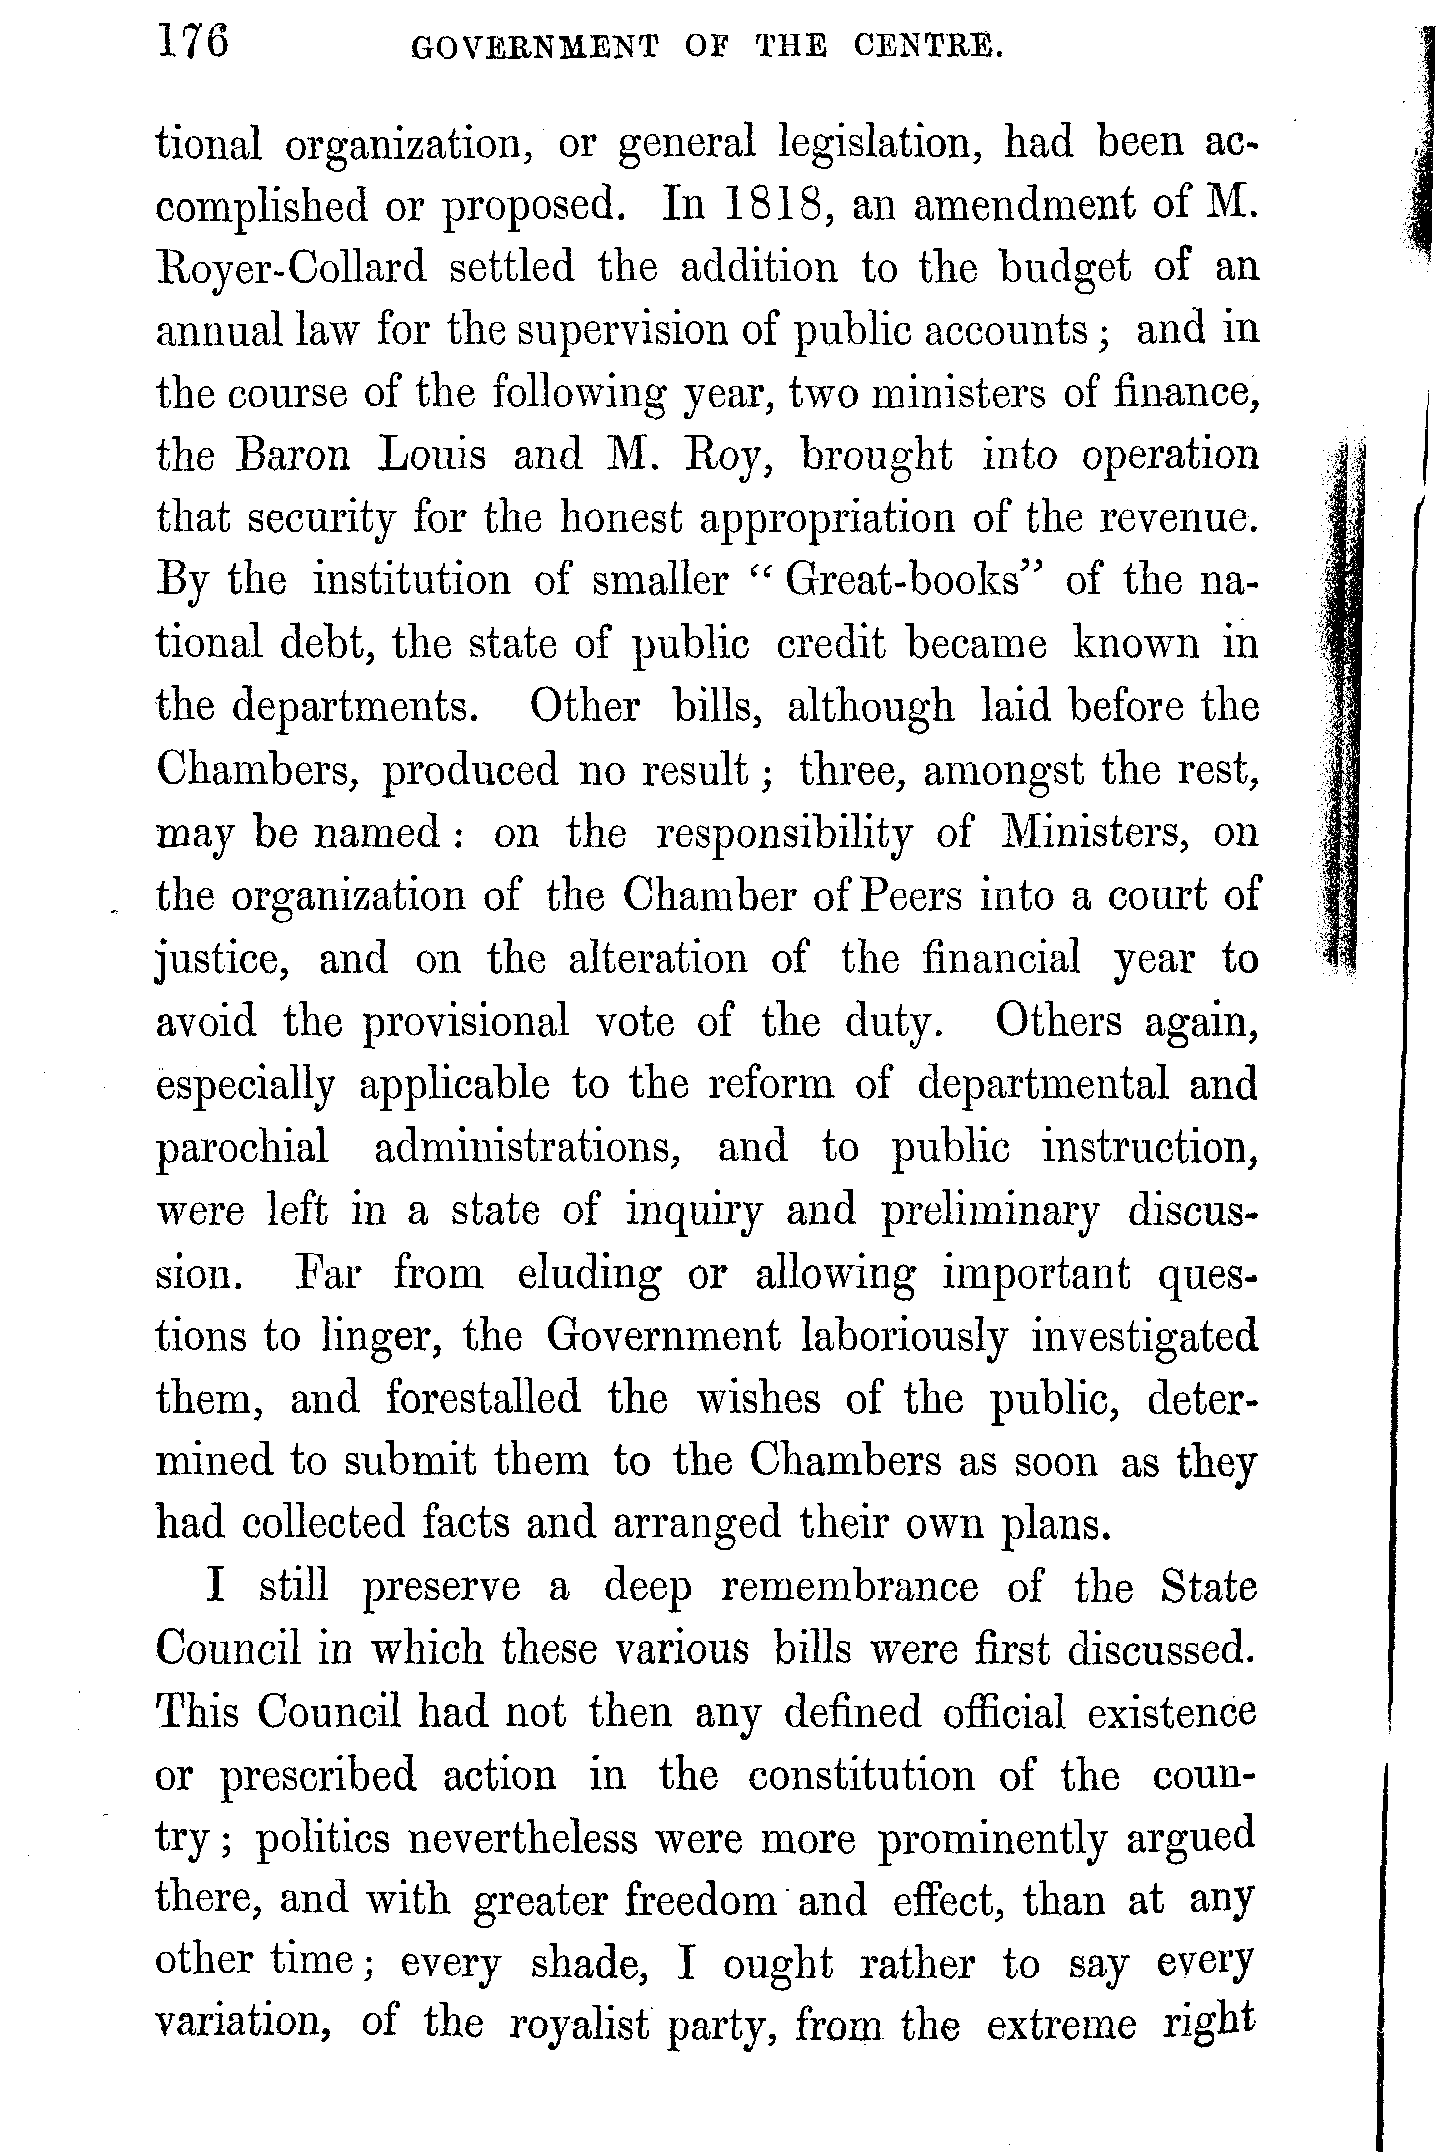 176 GOVERNMENT OF THE CENTRE.
tional organization, or general legislation, had been ac-
complished or proposed. In 1818, an amendment of M.
Royer-Collard settled the addition to the budget of an
annual law for the supervision of public accounts; and in
the course of the following year, two ministers of finance,
the Baron Louis and M. Roy, brought into operation
that security for the honest appropriation of the revenue.
By the institution of smaller “Great-books” of the na-
tional debt, the state of public credit became known in
the departments. Other bills, although laid before the
Chambers, produced no result; three, amongst the rest,
may be named: on the responsibility of Ministers, on
the organization of the Chamber of Peers into a court of
justice, and on the alteration of the financial year to
avoid the provisional vote of the duty. Others again,
especially applicable to the reform of departmental and
parochial administrations, and to public instruction,
were left in a state of inquiry and preliminary discus-
sion. Far from eluding or allowing important ques-
tions to linger, the Government laboriously investigated
them, and forestalled the wishes of the public, deter-
mined to submit them to the Chambers as soon as they
had collected facts and arranged their own plans.
I still preserve a deep remembrance of the State
Council in which these various bills were first discussed.
This Council had not then any defined official existence
or prescribed action in the constitution of the coun-
try; politics nevertheless were more prominently argued
there, and with greater freedom and effect, than at any
other time; every shade, I ought rather to say every
variation, of the royalist party, from the extreme right